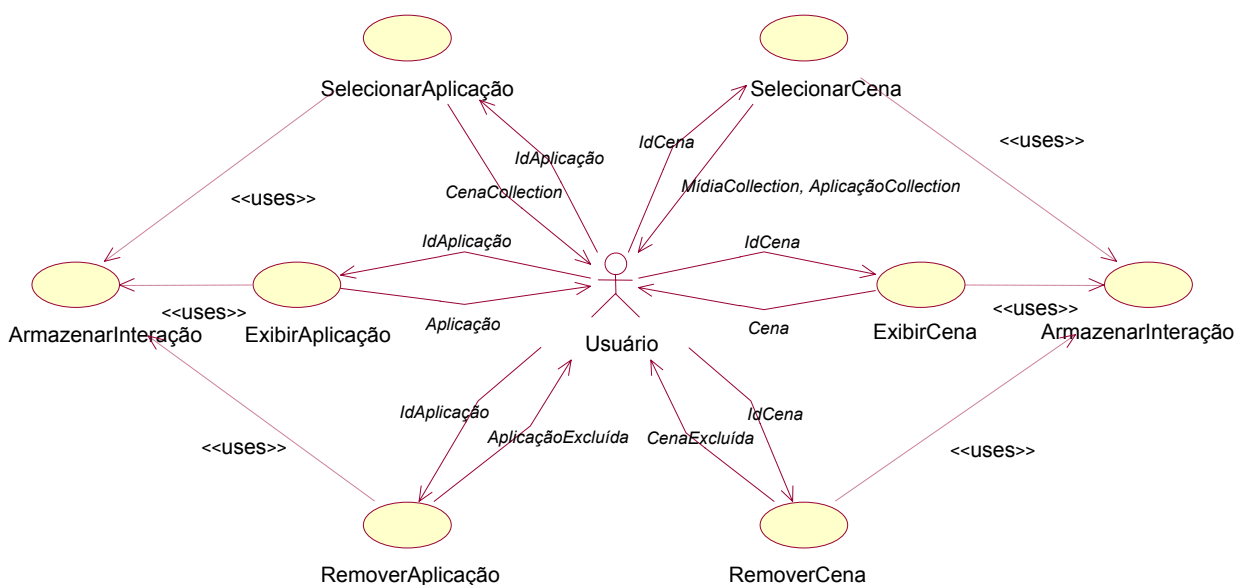 SelecionarAplicação
SelecionarCena
IdAplicação
IdCena
<<uses>>
CenaCollection
MídiaCollection, AplicaçãoCollection
<<uses>>
IdAplicação
IdCena
<<uses>>
<<uses>>
Aplicação
Cena
ArmazenarInteração
ExibirAplicação
Usuário
ExibirCena
ArmazenarInteração
IdAplicação
IdCena
AplicaçãoExcluída
CenaExcluída
<<uses>>
<<uses>>
RemoverAplicação
RemoverCena